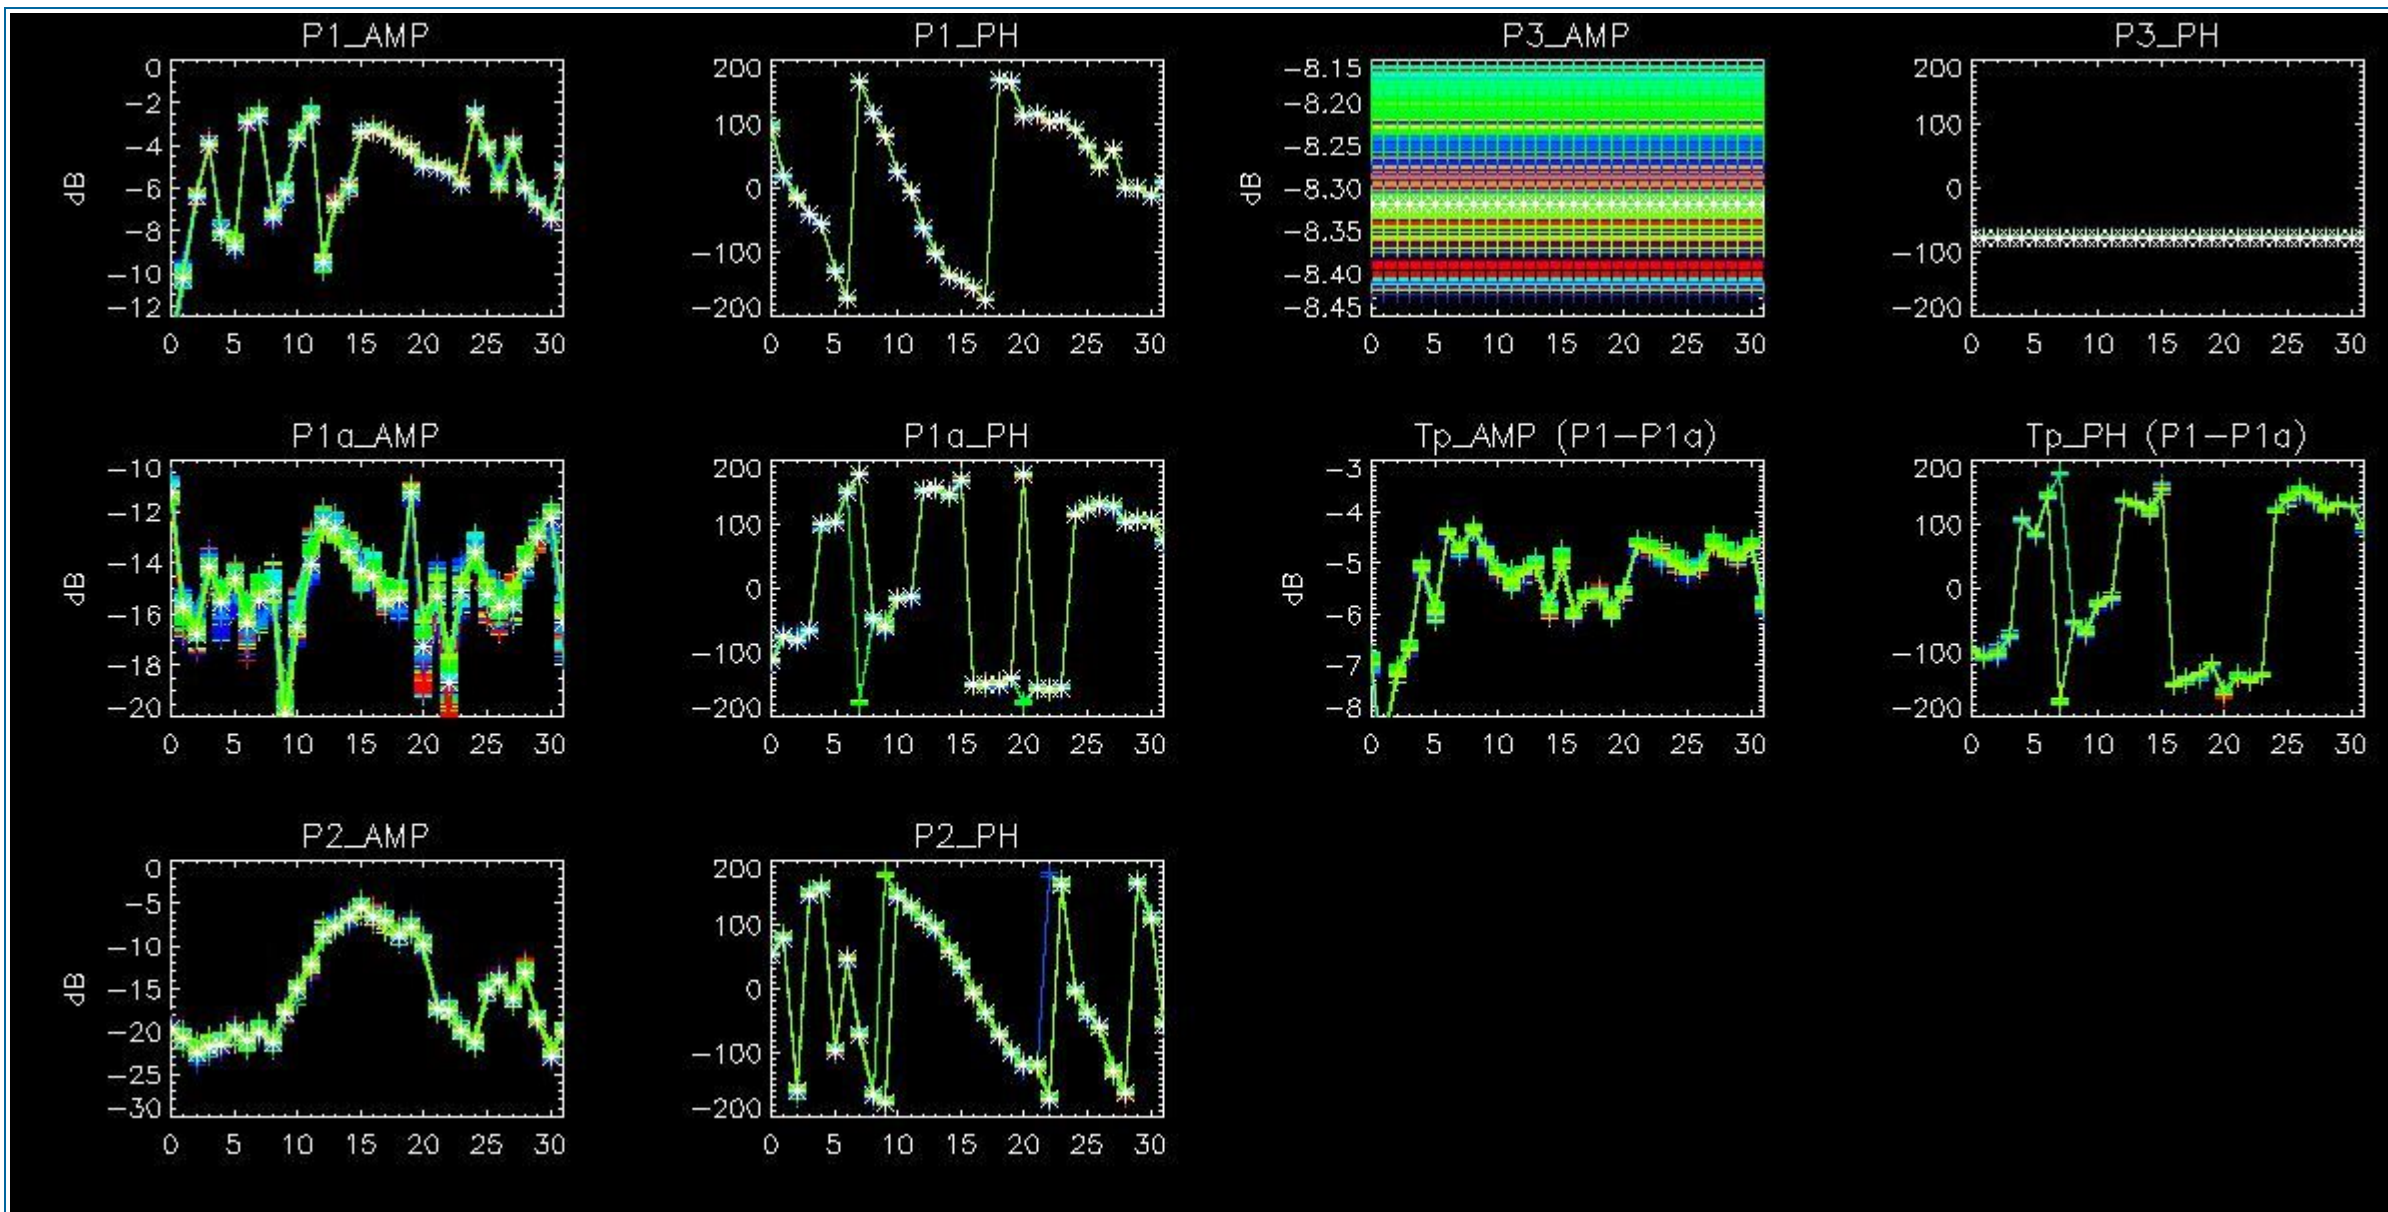 P1_AMP P1_PH P3_AMP P3_PH
0 200 -8.15 200
-2 100 -8.20 100
-4 0 -8.25 0
-6 -100 -8.30 -100
-8 -200 -8.35 -200
-10 -8.40
-12 -8.45
dB dB
0 5 10 15 20 25 30 0 5 10 15 20 25 30 0 5 10 15 20 25 30 0 5 10 15 20 25 30
P1a_AMP P1a_PH Tp_AMP (P1-P1a) Tp_PH (P1-P1a)
-10 200 -3 200
-12 100 -4 100
-14 0 -5 0
-16 -100 -6 -100
-18 -200 -7 -200
-20 -8
dB dB
0 5 10 15 20 25 30 0 5 10 15 20 25 30 0 5 10 15 20 25 30 0 5 10 15 20 25 30
P2_AMP P2_PH
0 200
-5 100
-10 0
-15 -100
-20 -200
-25
-30
dB
0 5 10 15 20 25 30 0 5 10 15 20 25 30